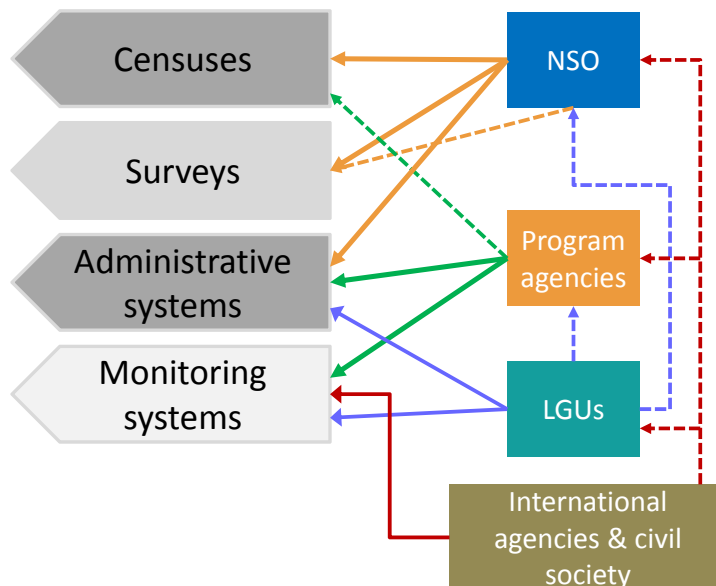 Censuses
Surveys
Administrative
systems
Monitoring
systems
NSO
Program
agencies
LGUs
International
agencies & civil
society